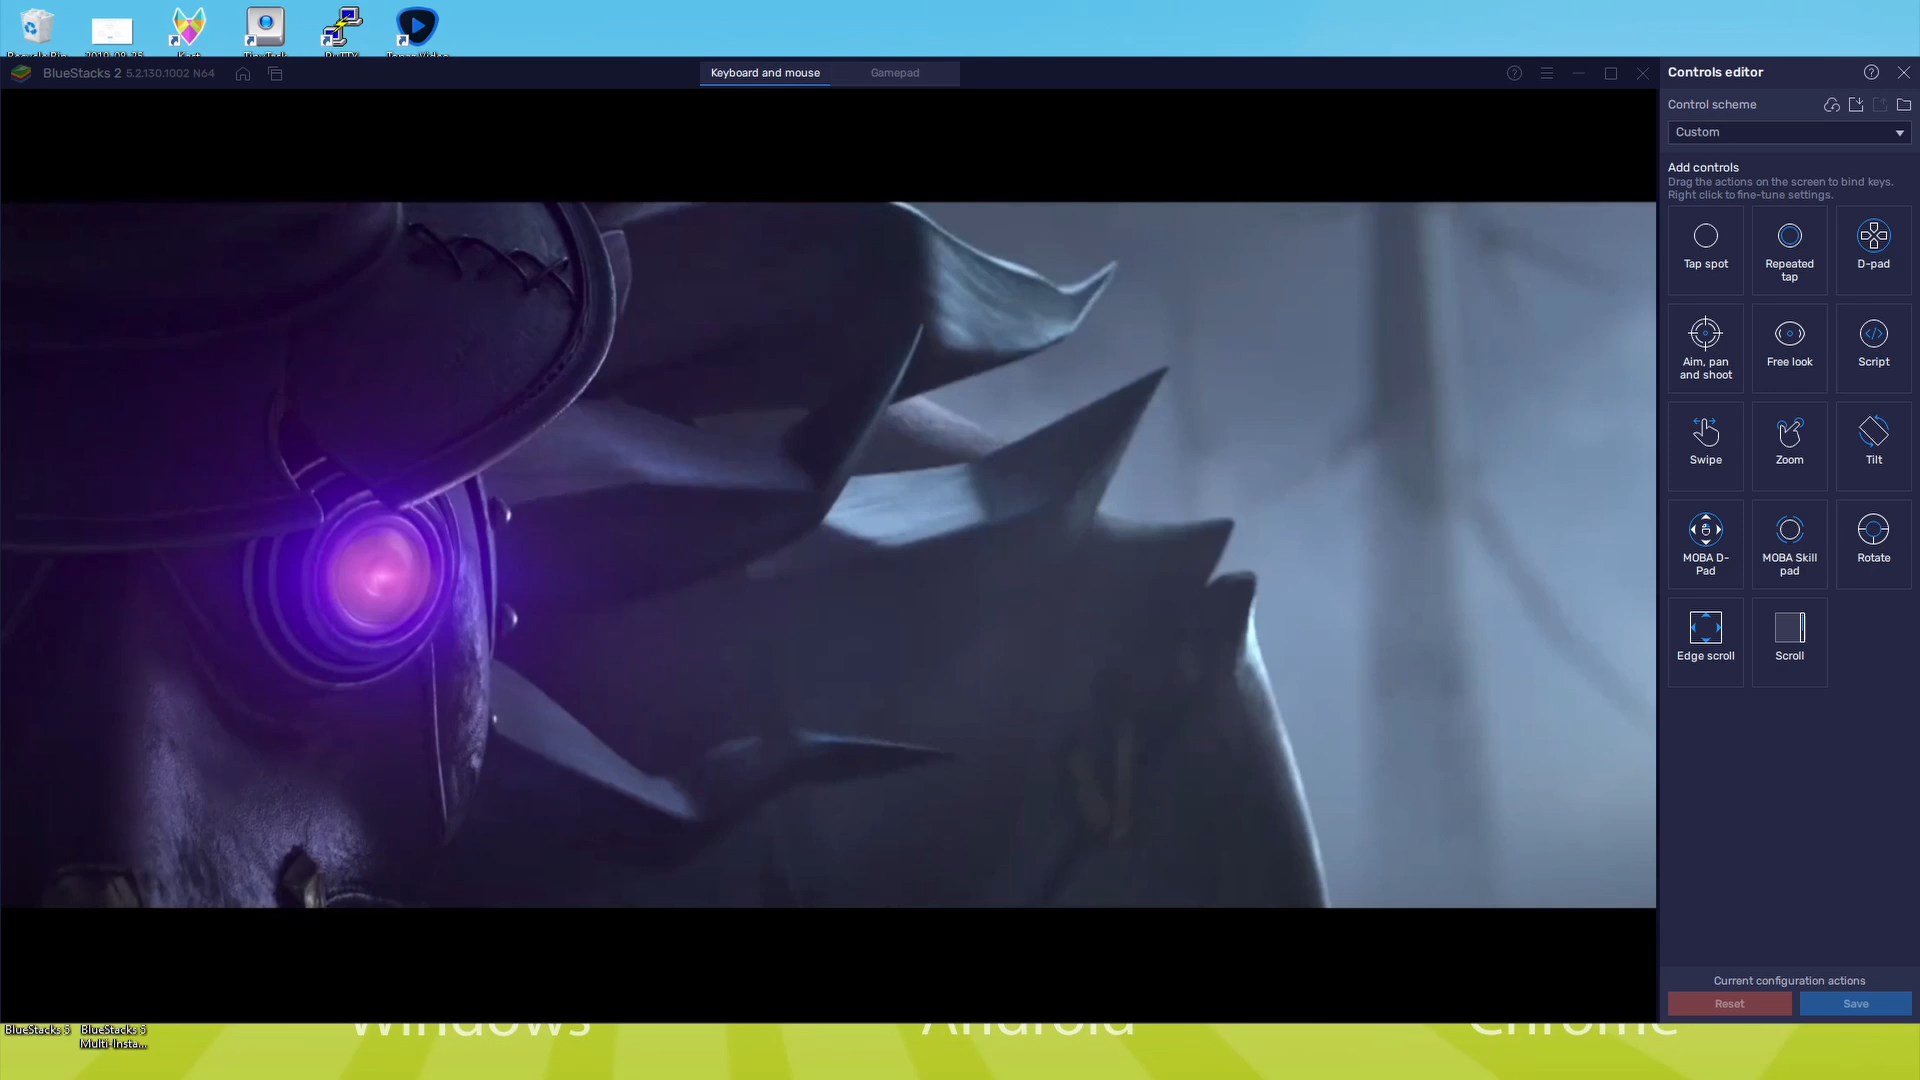 BlueStacks 2 5.2.130.1002 N64
Keyboard and mouse
Gamepad
Controls editor
Control scheme
Custom
Add controls
Drag the actions on the screen to bind keys.
Right click to fine-tune settings.
Tap spot
Repeated
tap
D-pad
Aim, pan
and shoot
Free look
Script
Swipe
Zoom
Tilt
MOBA D-
Pad
MOBA Skill
pad
Rotate
Edge scroll
Scroll
Current configuration actions
Reset
Save
BlueStacks 5
BlueStacks 5
Multi-Insta...
Windows
Android
Chrome